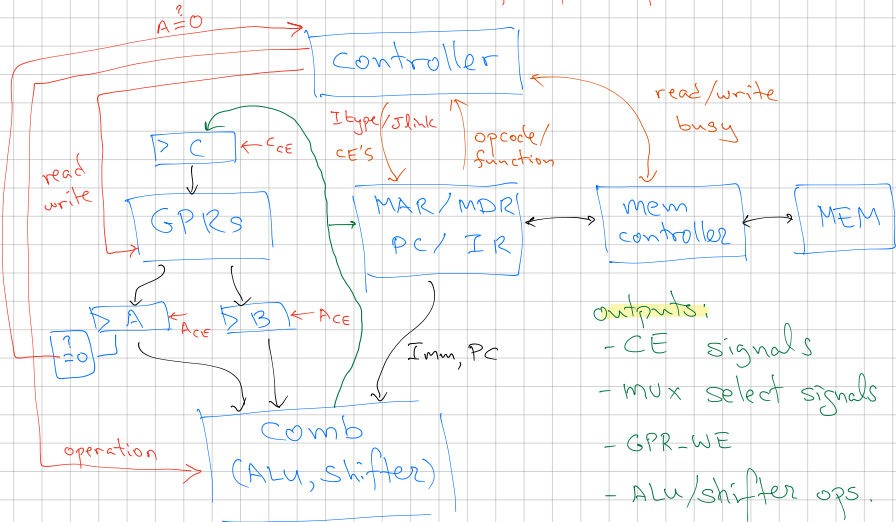 A ≟ 0
Controller
read/write
busy
Itype/Jlink
CE'S
opcode/
function
> C
C_CE
read
write
GPRs
MAR/MDR
PC/ IR
mem
controller
MEM
> A
A_CE
> B
A_CE
≟0
Imm, PC
outputs:
- CE signals
- mux select signals
- GPR_WE
- ALU/shifter ops.
operation
Comb
(ALU, shifter)